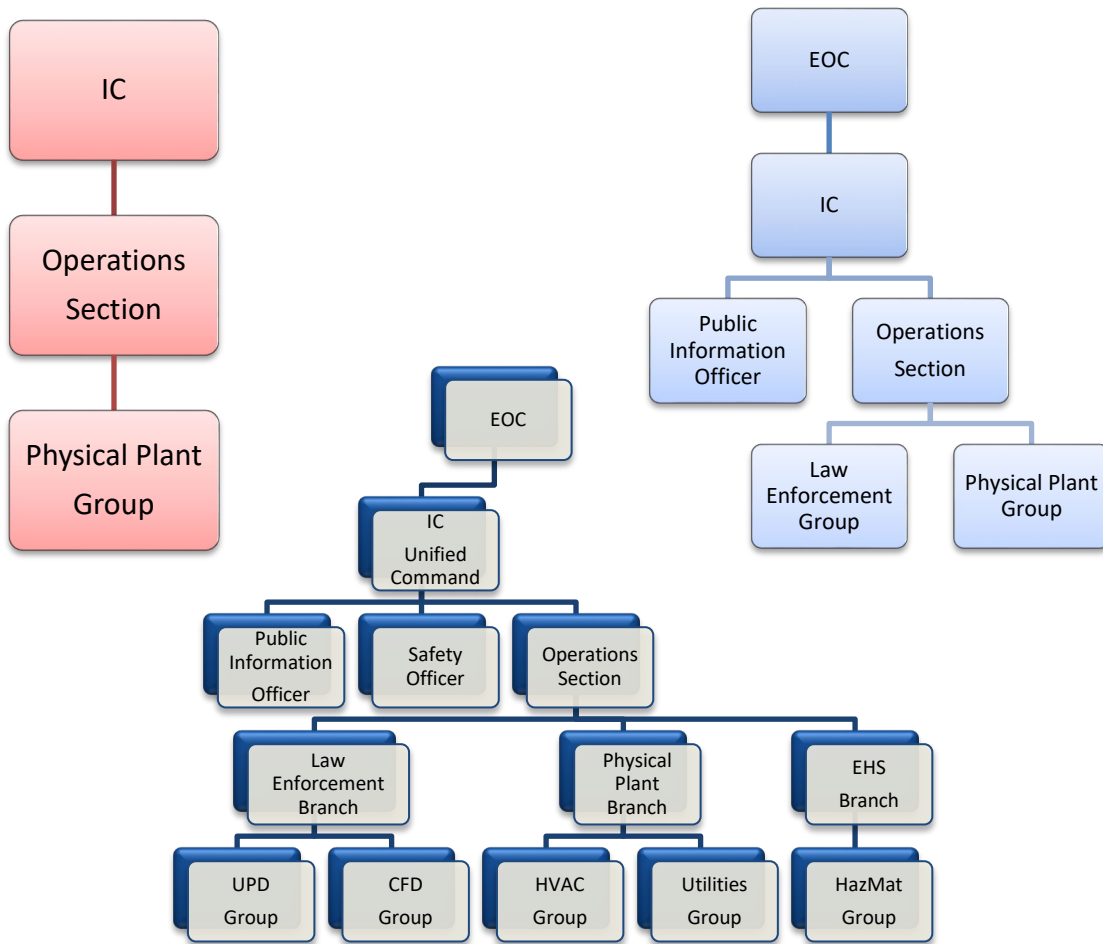 IC
Operations
Section
Physical Plant
Group
EOC
IC
Public
Information
Officer
Operations
Section
Law
Enforcement
Group
Physical Plant
Group
EOC
IC
Unified
Command
Public
Information
Officer
Safety
Officer
Operations
Section
Law
Enforcement
Branch
Physical
Plant
Branch
EHS
Branch
UPD
Group
CFD
Group
HVAC
Group
Utilities
Group
HazMat
Group